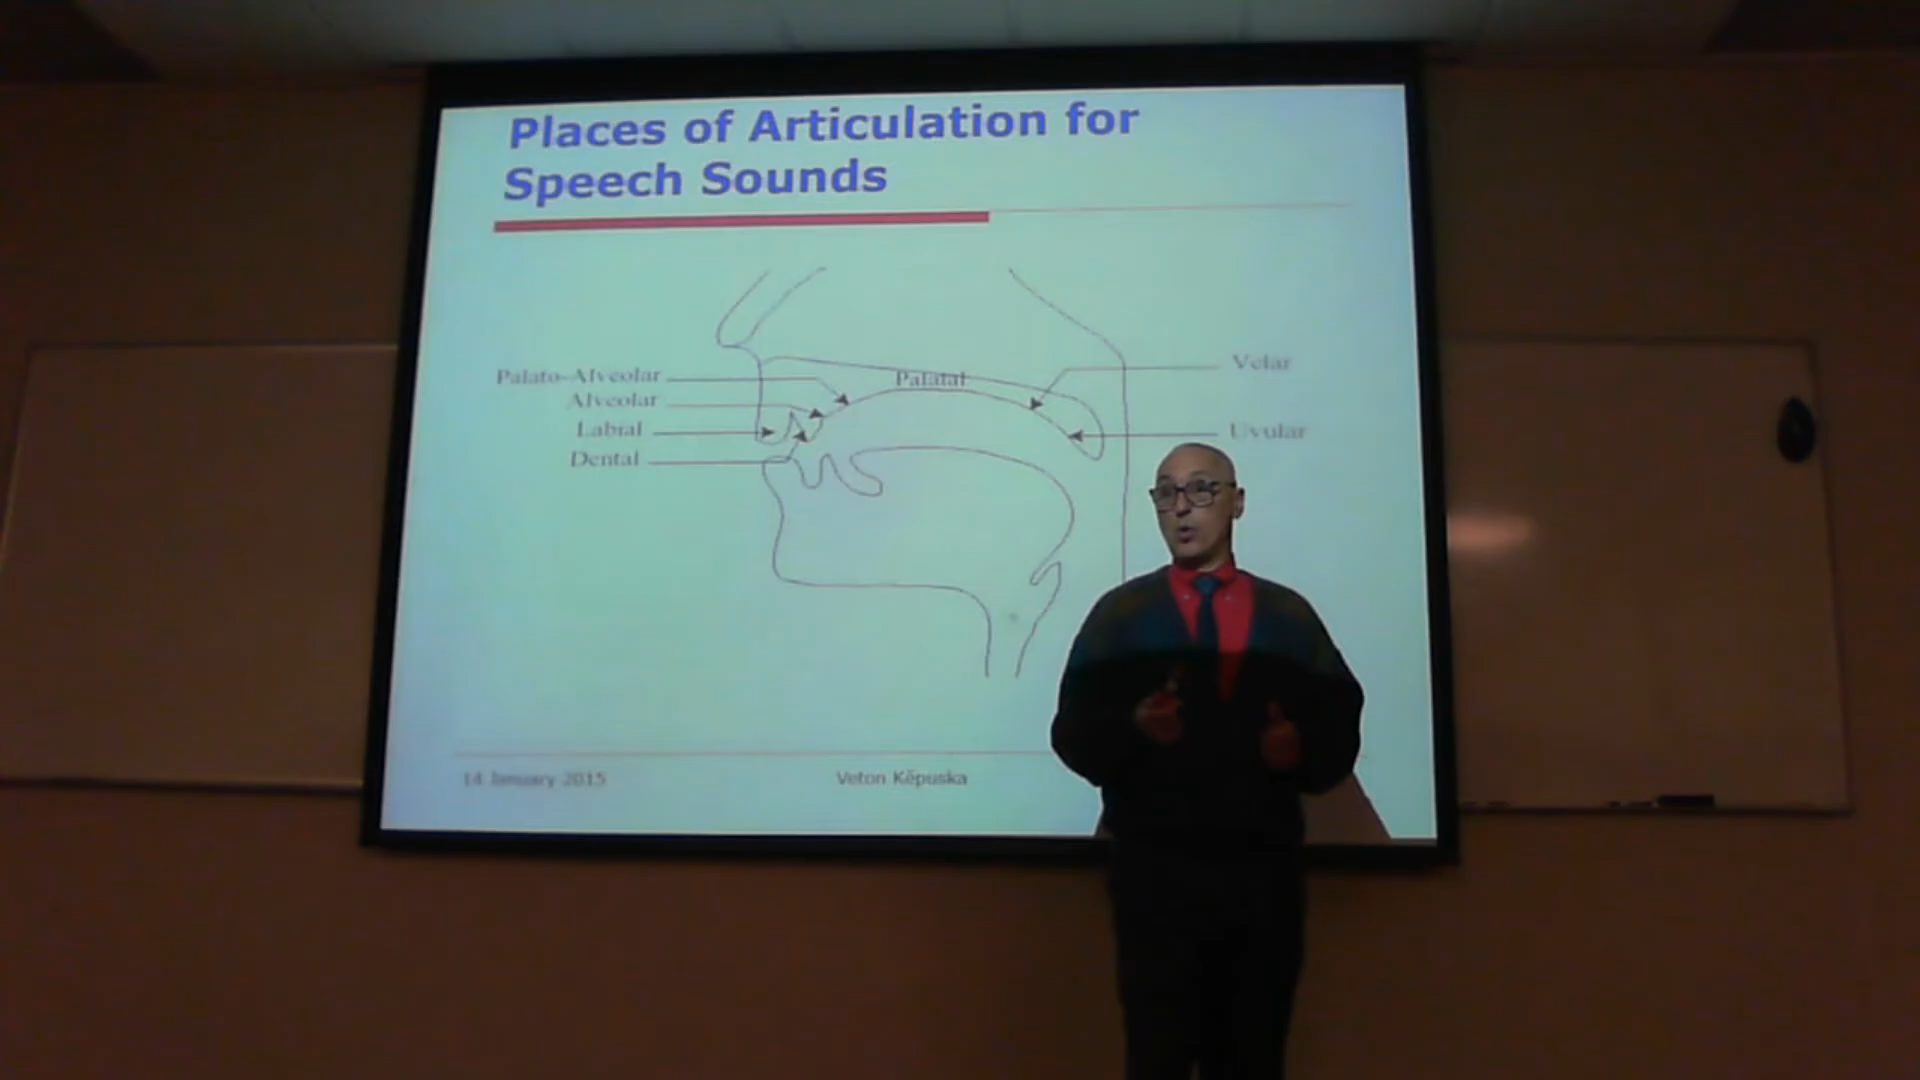 Places of Articulation for
Speech Sounds
Palato-Alveolar
Palatal
Velar
Alveolar
Labial
Uvular
Dental
14 January 2015
Veton Këpuska